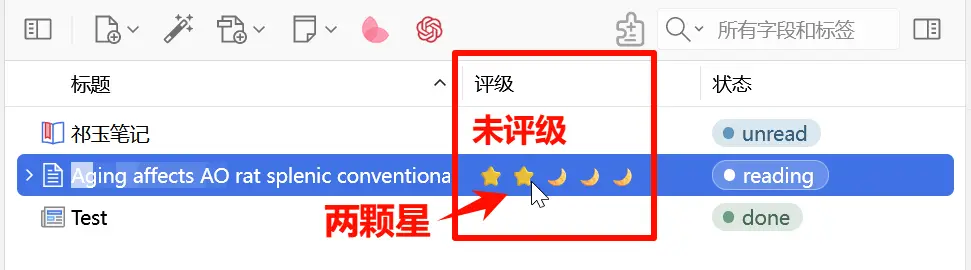 所有字段和标签
标题 评级 状态
未评级
祁玉笔记 unread
Aging affects AO rat splenic conventiona reading
两颗星
Test done